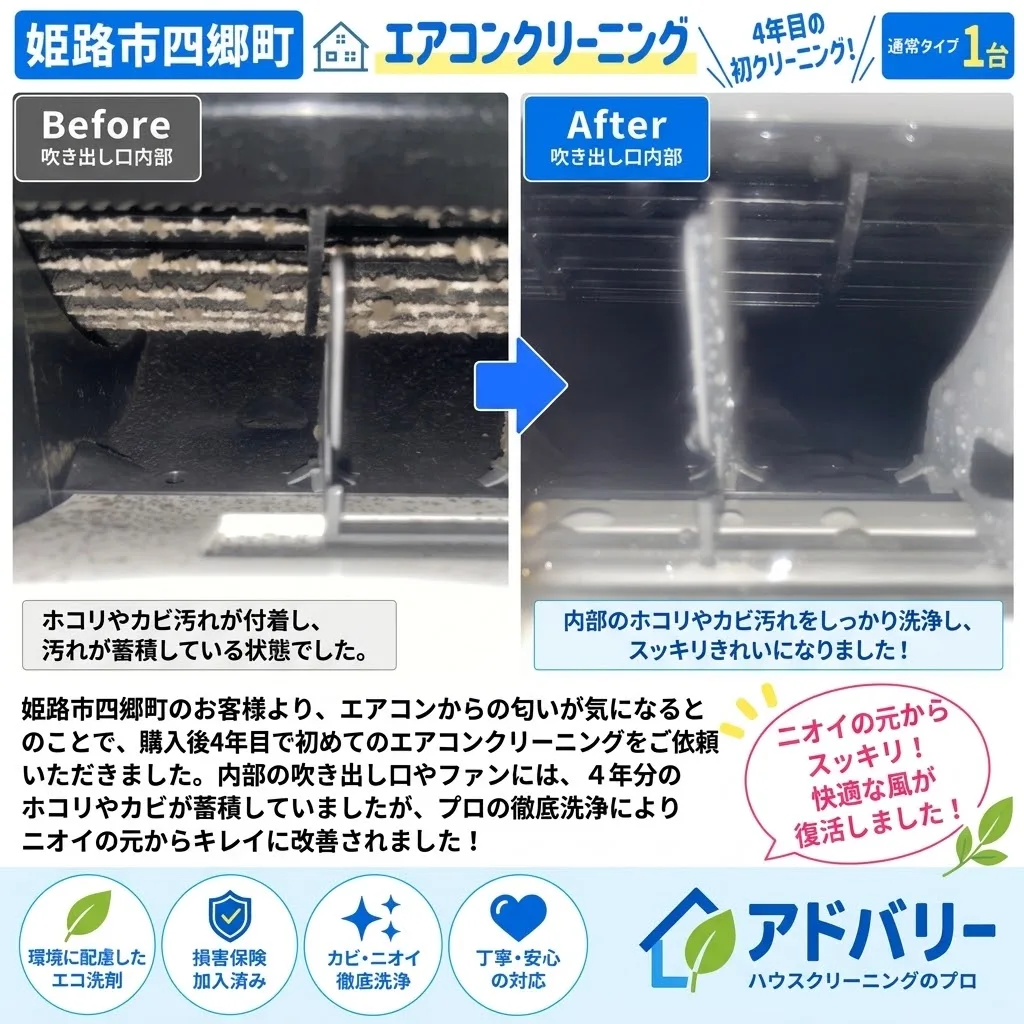 姫路市四郷町
エアコンクリーニング
4年目の
初クリーニング!
通常タイプ 1台
Before
吹き出し口内部
After
吹き出し口内部
ホコリやカビ汚れが付着し、
汚れが蓄積している状態でした。
内部のホコリやカビ汚れをしっかり洗浄し、
スッキリきれいになりました!
姫路市四郷町のお客様より、エアコンからの匂いが気になると
のことで、購入後4年目で初めてのエアコンクリーニングをご依頼
いただきました。内部の吹き出し口やファンには、４年分の
ホコリやカビが蓄積していましたが、プロの徹底洗浄により
ニオイの元からキレイに改善されました!
ニオイの元から
スッキリ!
快適な風が
復活しました!
環境に配慮した
エコ洗剤
損害保険
加入済み
カビ・ニオイ
徹底洗浄
丁寧・安心
の対応
アドバリー
ハウスクリーニングのプロ